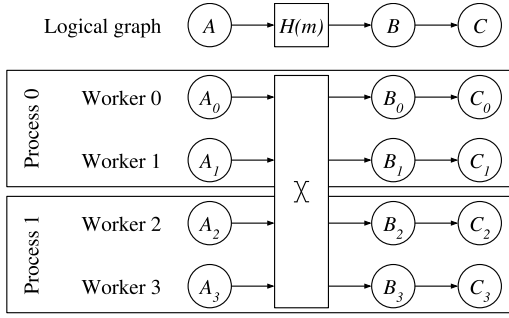 Logical graph A H(m) B C
Process 0
Worker 0 A0 B0 C0
Worker 1 A1 B1 C1
Process 1
Worker 2 A2 B2 C2
Worker 3 A3 B3 C3